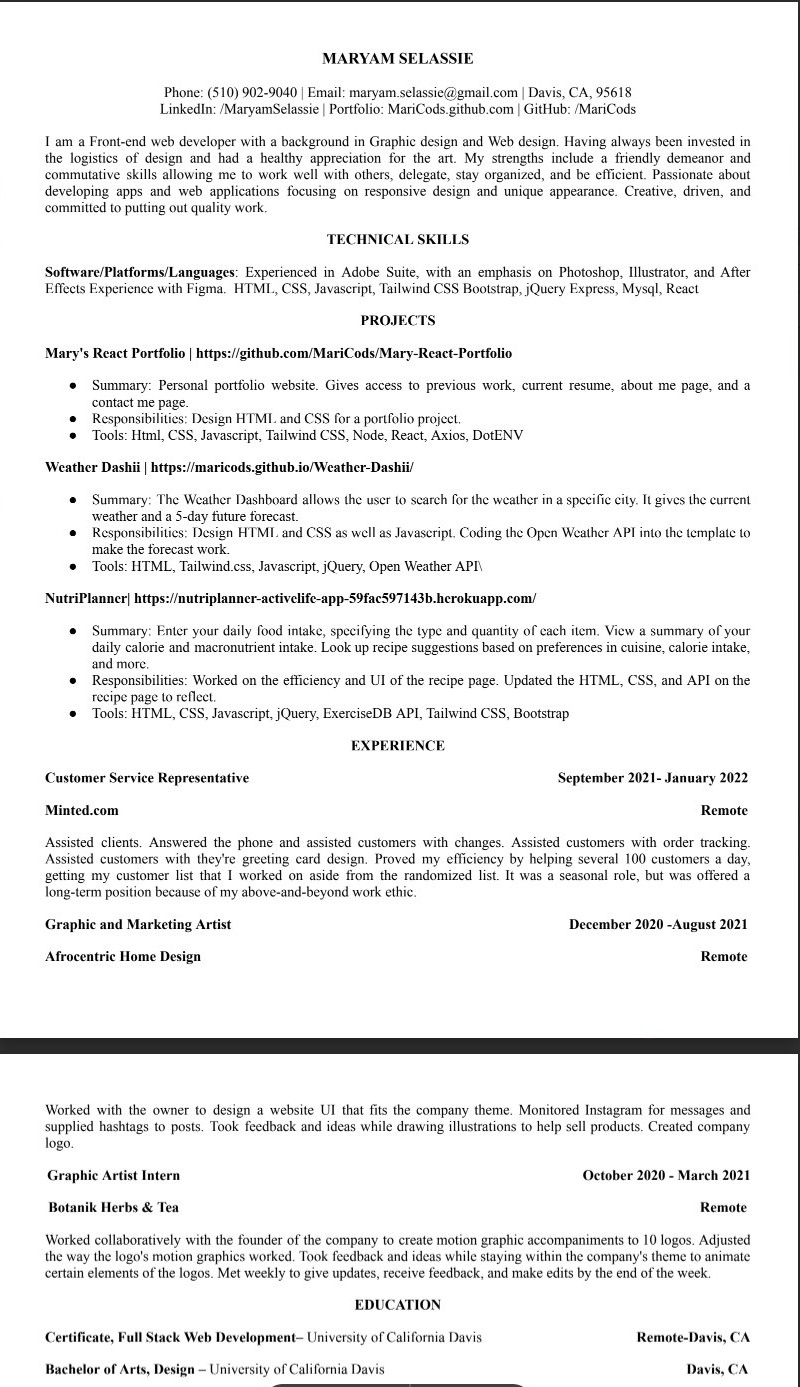 MARYAM SELASSIE
Phone: (510) 902-9040 | Email: maryam.selassie@gmail.com | Davis, CA, 95618
LinkedIn: /MaryamSelassie | Portfolio: MariCods.github.com | GitHub: /MariCods
I am a Front-end web developer with a background in Graphic design and Web design. Having always been invested in
the logistics of design and had a healthy appreciation for the art. My strengths include a friendly demeanor and
commutative skills allowing me to work well with others, delegate, stay organized, and be efficient. Passionate about
developing apps and web applications focusing on responsive design and unique appearance. Creative, driven, and
committed to putting out quality work.
TECHNICAL SKILLS
Software/Platforms/Languages: Experienced in Adobe Suite, with an emphasis on Photoshop, Illustrator, and After
Effects Experience with Figma. HTML, CSS, Javascript, Tailwind CSS Bootstrap, jQuery Express, Mysql, React
PROJECTS
Mary's React Portfolio | https://github.com/MariCods/Mary-React-Portfolio
● Summary: Personal portfolio website. Gives access to previous work, current resume, about me page, and a
contact me page.
● Responsibilities: Design HTML and CSS for a portfolio project.
● Tools: Html, CSS, Javascript, Tailwind CSS, Node, React, Axios, DotENV
Weather Dashii | https://maricods.github.io/Weather-Dashii/
● Summary: The Weather Dashboard allows the user to search for the weather in a specific city. It gives the current
weather and a 5-day future forecast.
● Responsibilities: Design HTML and CSS as well as Javascript. Coding the Open Weather API into the template to
make the forecast work.
● Tools: HTML, Tailwind.css, Javascript, jQuery, Open Weather API\
NutriPlanner| https://nutriplanner-activelife-app-59fac597143b.herokuapp.com/
● Summary: Enter your daily food intake, specifying the type and quantity of each item. View a summary of your
daily calorie and macronutrient intake. Look up recipe suggestions based on preferences in cuisine, calorie intake,
and more.
● Responsibilities: Worked on the efficiency and UI of the recipe page. Updated the HTML, CSS, and API on the
recipe page to reflect.
● Tools: HTML, CSS, Javascript, jQuery, ExerciseDB API, Tailwind CSS, Bootstrap
EXPERIENCE
Customer Service Representative September 2021- January 2022
Minted.com Remote
Assisted clients. Answered the phone and assisted customers with changes. Assisted customers with order tracking.
Assisted customers with they're greeting card design. Proved my efficiency by helping several 100 customers a day,
getting my customer list that I worked on aside from the randomized list. It was a seasonal role, but was offered a
long-term position because of my above-and-beyond work ethic.
Graphic and Marketing Artist December 2020 -August 2021
Afrocentric Home Design Remote
Worked with the owner to design a website UI that fits the company theme. Monitored Instagram for messages and
supplied hashtags to posts. Took feedback and ideas while drawing illustrations to help sell products. Created company
logo.
Graphic Artist Intern October 2020 - March 2021
Botanik Herbs & Tea Remote
Worked collaboratively with the founder of the company to create motion graphic accompaniments to 10 logos. Adjusted
the way the logo's motion graphics worked. Took feedback and ideas while staying within the company's theme to animate
certain elements of the logos. Met weekly to give updates, receive feedback, and make edits by the end of the week.
EDUCATION
Certificate, Full Stack Web Development– University of California Davis Remote-Davis, CA
Bachelor of Arts, Design – University of California Davis Davis, CA